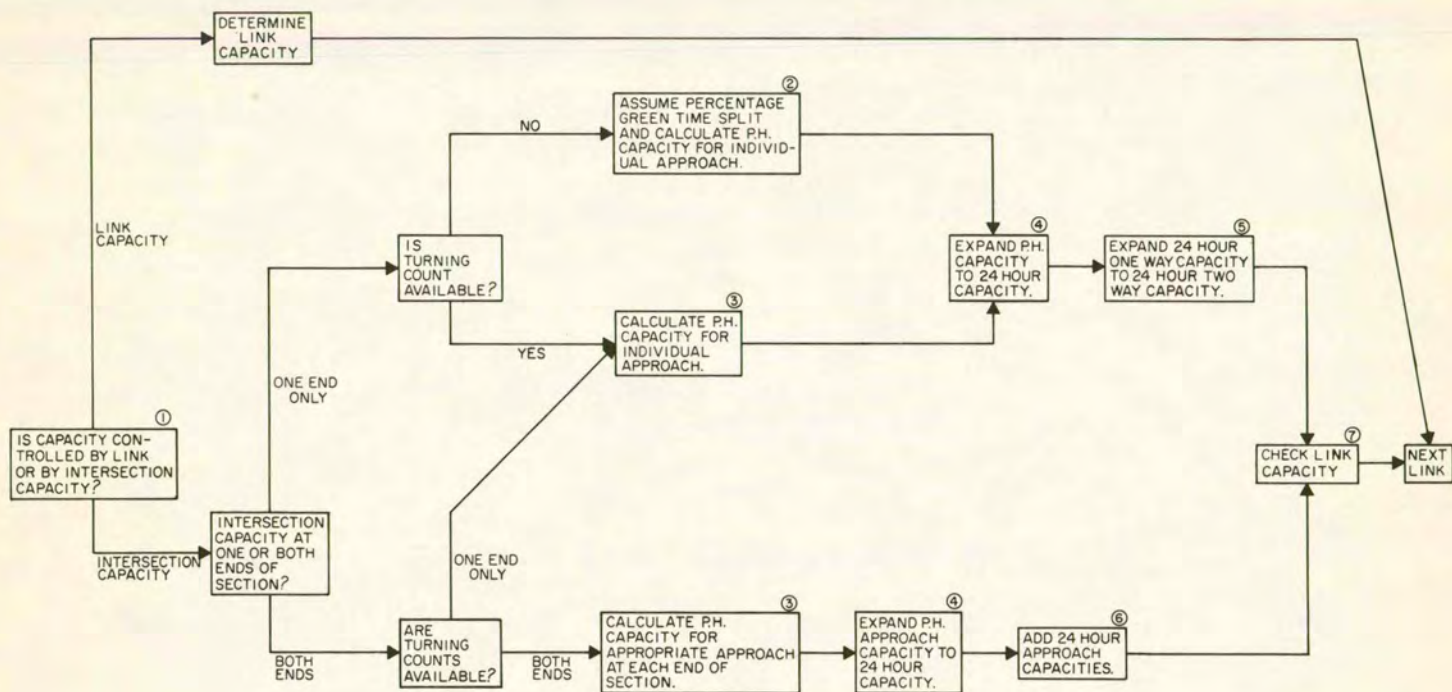 DETERMINE
LINK
CAPACITY
②
ASSUME PERCENTAGE
GREEN TIME SPLIT
AND CALCULATE P.H.
CAPACITY FOR INDIVID-
UAL APPROACH.
NO
LINK
CAPACITY
IS
TURNING
COUNT
AVAILABLE?
④
EXPAND P.H.
CAPACITY
TO 24 HOUR
CAPACITY.
⑤
EXPAND 24 HOUR
ONE WAY CAPACITY
TO 24 HOUR TWO
WAY CAPACITY.
③
CALCULATE P.H.
CAPACITY FOR
INDIVIDUAL
APPROACH.
YES
ONE END
ONLY
①
IS CAPACITY CON-
TROLLED BY LINK
OR BY INTERSECTION
CAPACITY?
⑦
CHECK LINK
CAPACITY
NEXT
LINK
INTERSECTION
CAPACITY
INTERSECTION
CAPACITY AT
ONE OR BOTH
ENDS OF
SECTION?
ONE END
ONLY
BOTH
ENDS
ARE
TURNING
COUNTS
AVAILABLE?
BOTH
ENDS
③
CALCULATE P.H.
CAPACITY FOR
APPROPRIATE APPROACH
AT EACH END OF
SECTION.
④
EXPAND P.H.
APPROACH
CAPACITY TO
24 HOUR
CAPACITY.
⑥
ADD 24 HOUR
APPROACH
CAPACITIES.